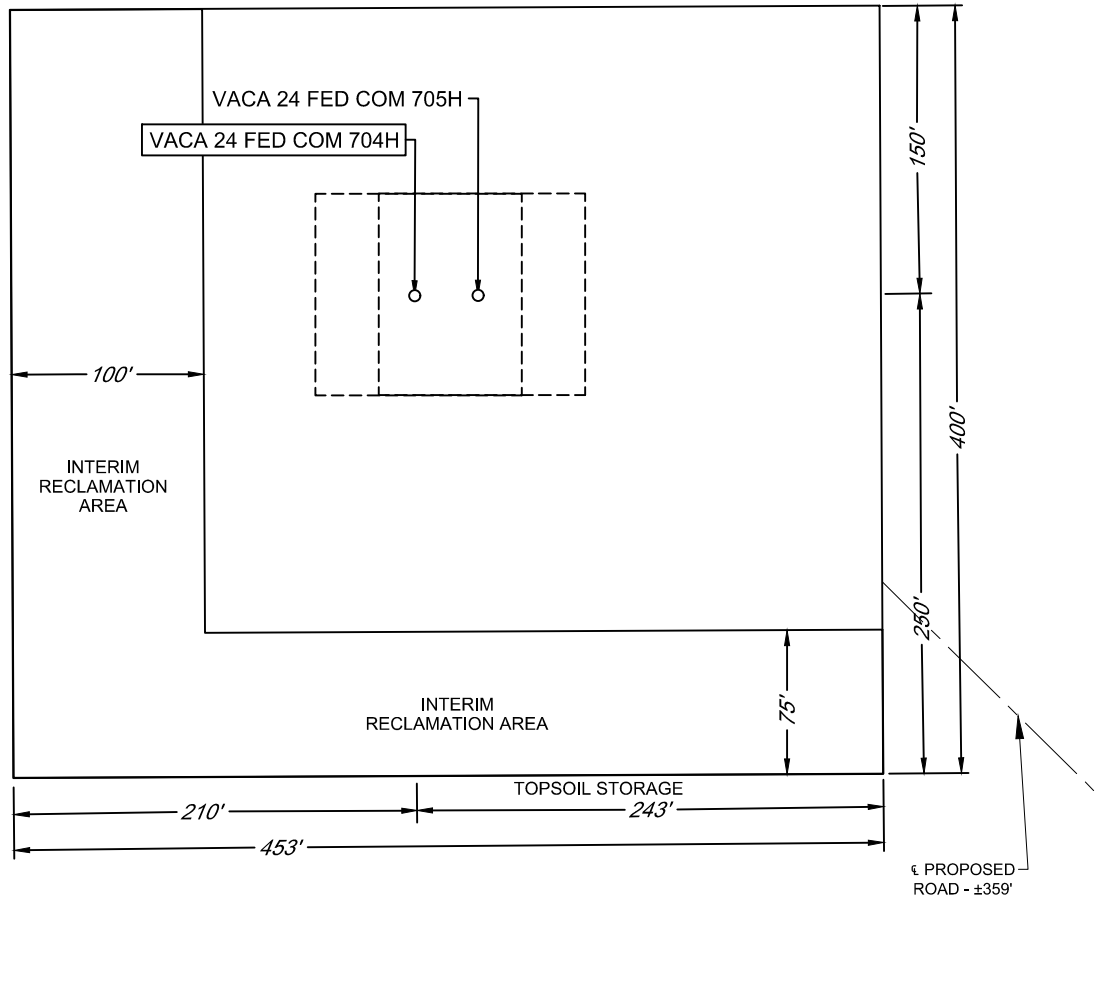 VACA 24 FED COM 705H
VACA 24 FED COM 704H
150'
100'
400'
INTERIM
RECLAMATION
AREA
250'
INTERIM
RECLAMATION AREA
75'
TOPSOIL STORAGE
210'
243'
453'
℄ PROPOSED
ROAD - ±359'